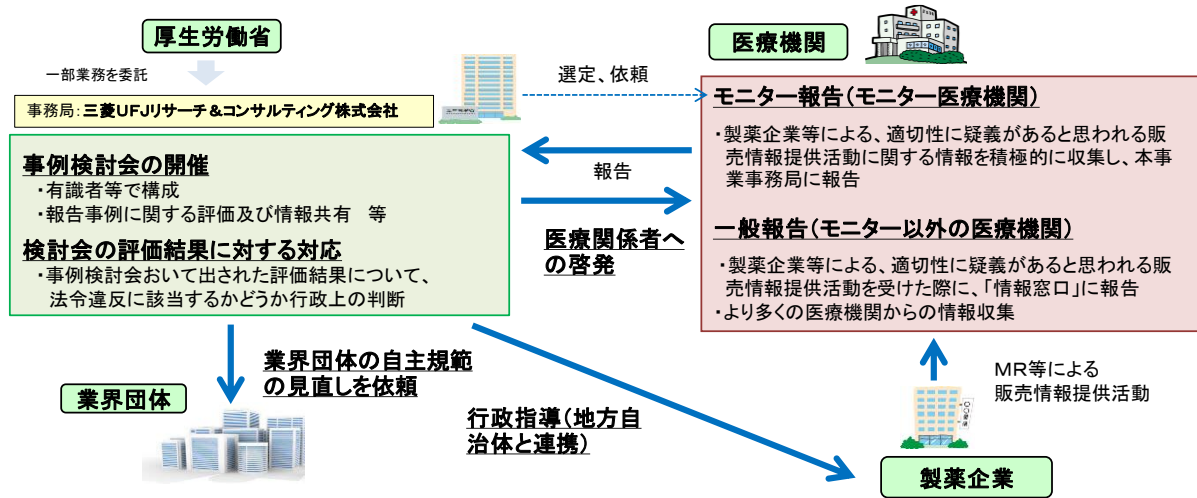 厚生労働省
一部業務を委託
事務局：三菱UFJリサーチ＆コンサルティング株式会社
事例検討会の開催
・有識者等で構成
・報告事例に関する評価及び情報共有　等
検討会の評価結果に対する対応
・事例検討会おいて出された評価結果について、
法令違反に該当するかどうか行政上の判断
選定、依頼
報告
医療関係者へ
の啓発
医療機関
モニター報告（モニター医療機関）
・製薬企業等による、適切性に疑義があると思われる販
売情報提供活動に関する情報を積極的に収集し、本事
業事務局に報告
一般報告（モニター以外の医療機関）
・製薬企業等による、適切性に疑義があると思われる販
売情報提供活動を受けた際に、「情報窓口」に報告
・より多くの医療機関からの情報収集
業界団体の自主規範
の見直しを依頼
業界団体
行政指導（地方自
治体と連携）
MR等による
販売情報提供活動
製薬企業